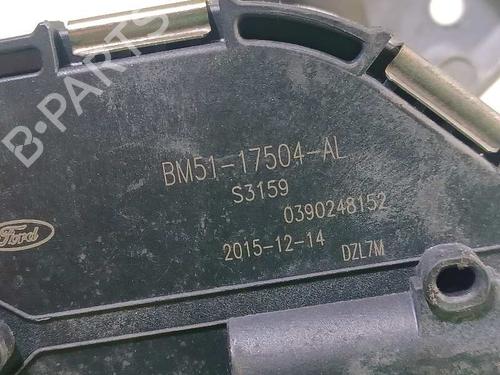 B-PARTS
BM51-17504-AL
S3159
0390248152
Ford
2015-12-14 DZL7M